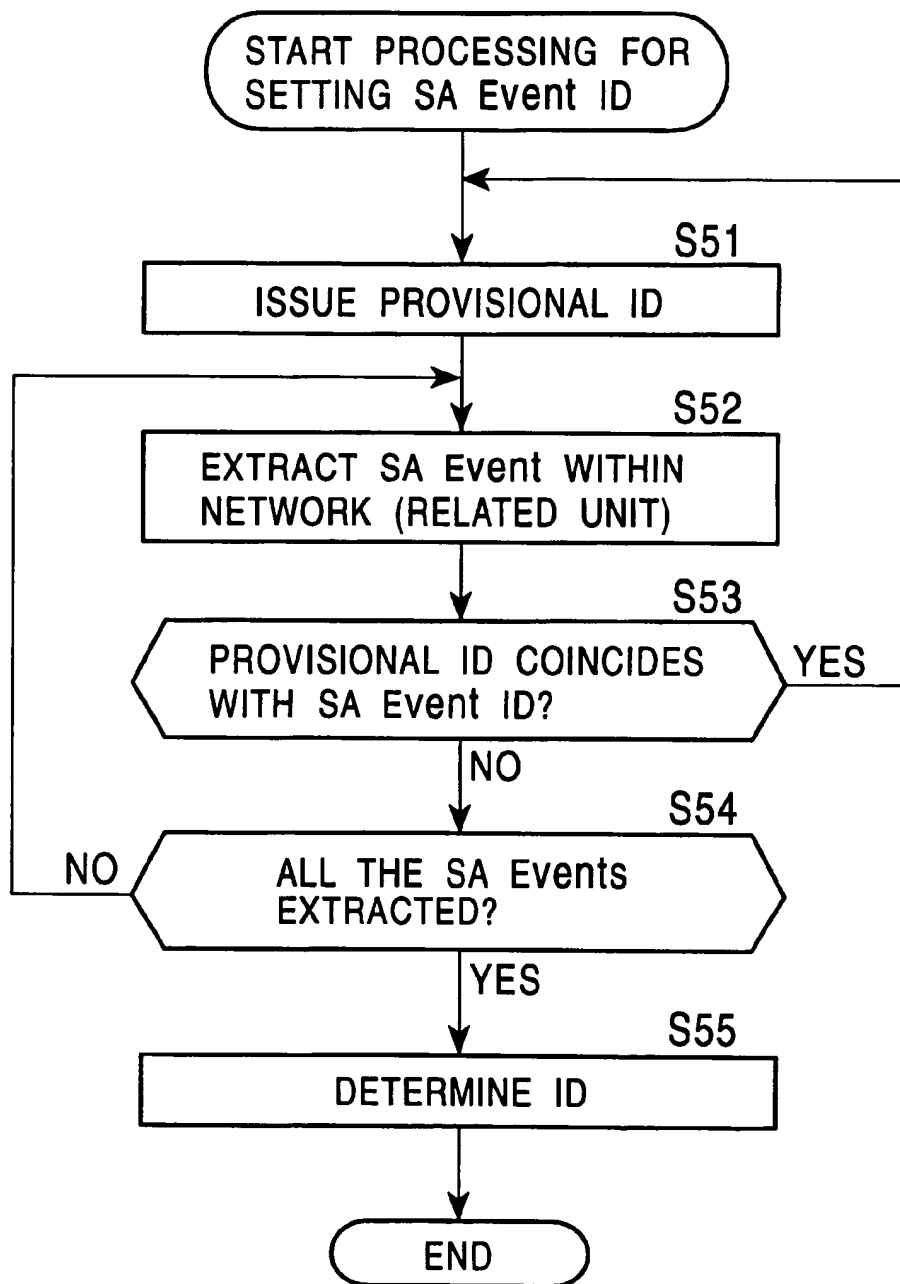 START PROCESSING FOR
SETTING SA Event ID
S51
ISSUE PROVISIONAL ID
S52
EXTRACT SA Event WITHIN
NETWORK (RELATED UNIT)
S53
PROVISIONAL ID COINCIDES
WITH SA Event ID?
YES
NO
S54
ALL THE SA Events
EXTRACTED?
NO
YES
S55
DETERMINE ID
END